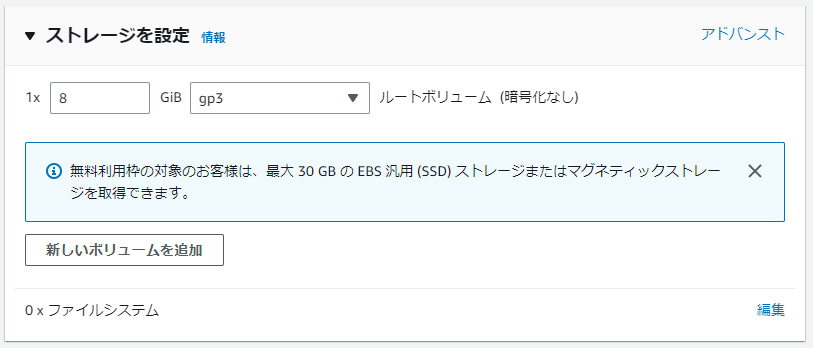 ▼ ストレージを設定 情報 アドバンスト
1x 8 GiB gp3 ルートボリューム (暗号化なし)
無料利用枠の対象のお客様は、最大 30 GB の EBS 汎用 (SSD) ストレージまたはマグネティックストレー
ジを取得できます。
新しいボリュームを追加
0 x ファイルシステム 編集